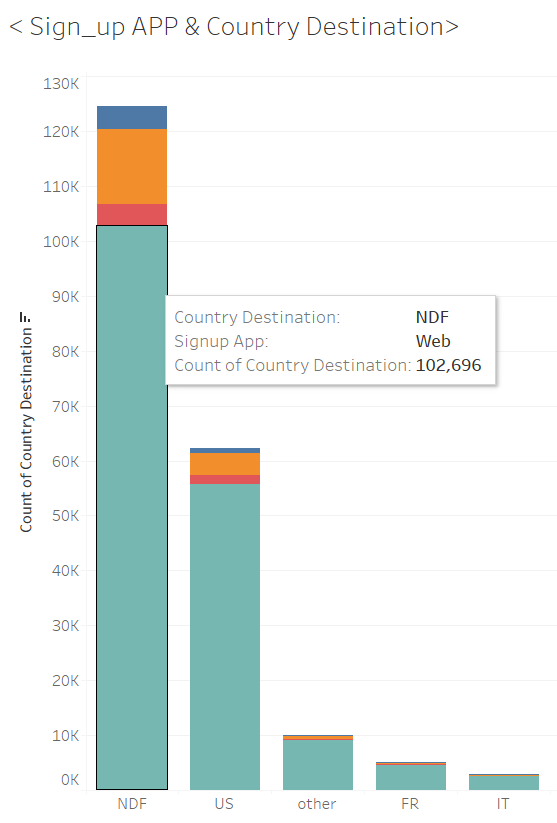 < Sign_up APP & Country Destination>
130K
120K
110K
100K
90K
80K
70K
60K
50K
40K
30K
20K
10K
0K
Count of Country Destination
Country Destination: NDF
Signup App: Web
Count of Country Destination: 102,696
NDF US other FR IT